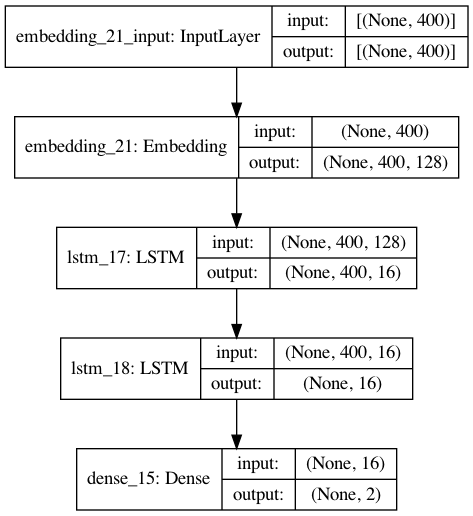 embedding_21_input: InputLayer
input:
[(None, 400)]
output:
[(None, 400)]
embedding_21: Embedding
input:
(None, 400)
output:
(None, 400, 128)
lstm_17: LSTM
input:
(None, 400, 128)
output:
(None, 400, 16)
lstm_18: LSTM
input:
(None, 400, 16)
output:
(None, 16)
dense_15: Dense
input:
(None, 16)
output:
(None, 2)